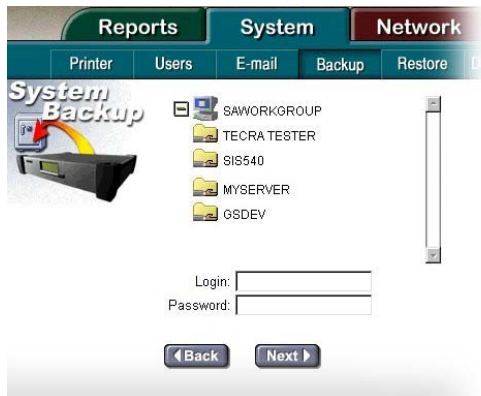 Reports System Network
Printer Users E-mail Backup Restore
System
Backup
SAWORKGROUP
TECRA TESTER
SIS540
MYSERVER
GSDEV
Login:
Password:
Back Next